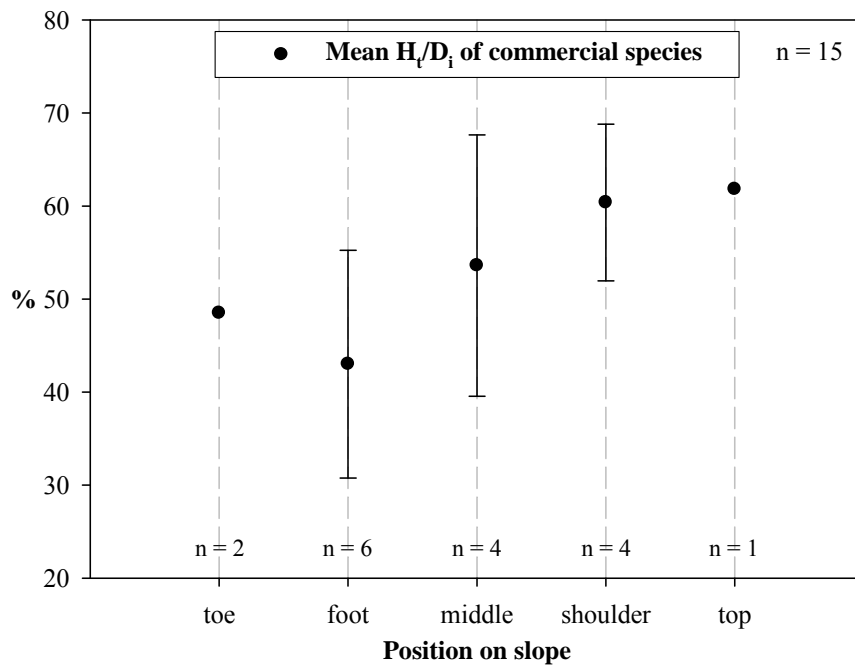 80
Mean Hₜ/Dᵢ of commercial species n = 15
70
60
% 50
40
30
n = 2 n = 6 n = 4 n = 4 n = 1
20
toe foot middle shoulder top
Position on slope